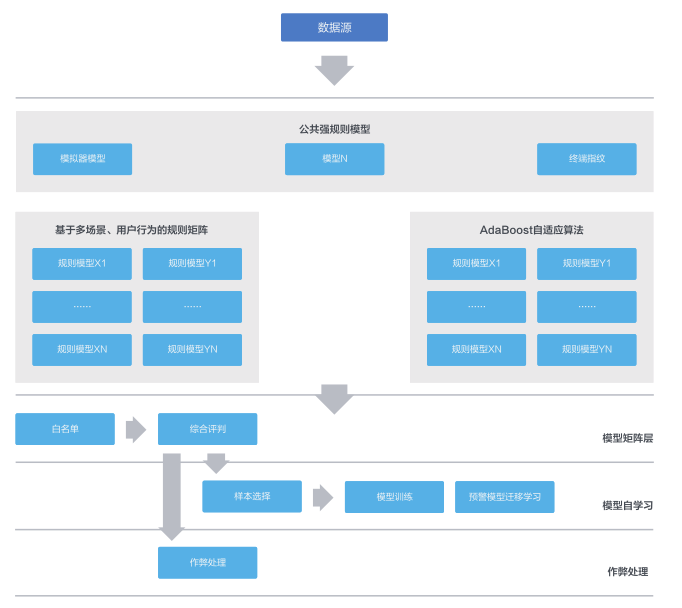 数据源
公共强规则模型
模拟器模型
模型N
终端指纹
基于多场景、用户行为的规则矩阵
规则模型X1
规则模型Y1
……
……
规则模型XN
规则模型YN
AdaBoost自适应算法
规则模型X1
规则模型Y1
……
……
规则模型XN
规则模型YN
白名单
综合评判
模型矩阵层
样本选择
模型训练
预警模型迁移学习
模型自学习
作弊处理
作弊处理